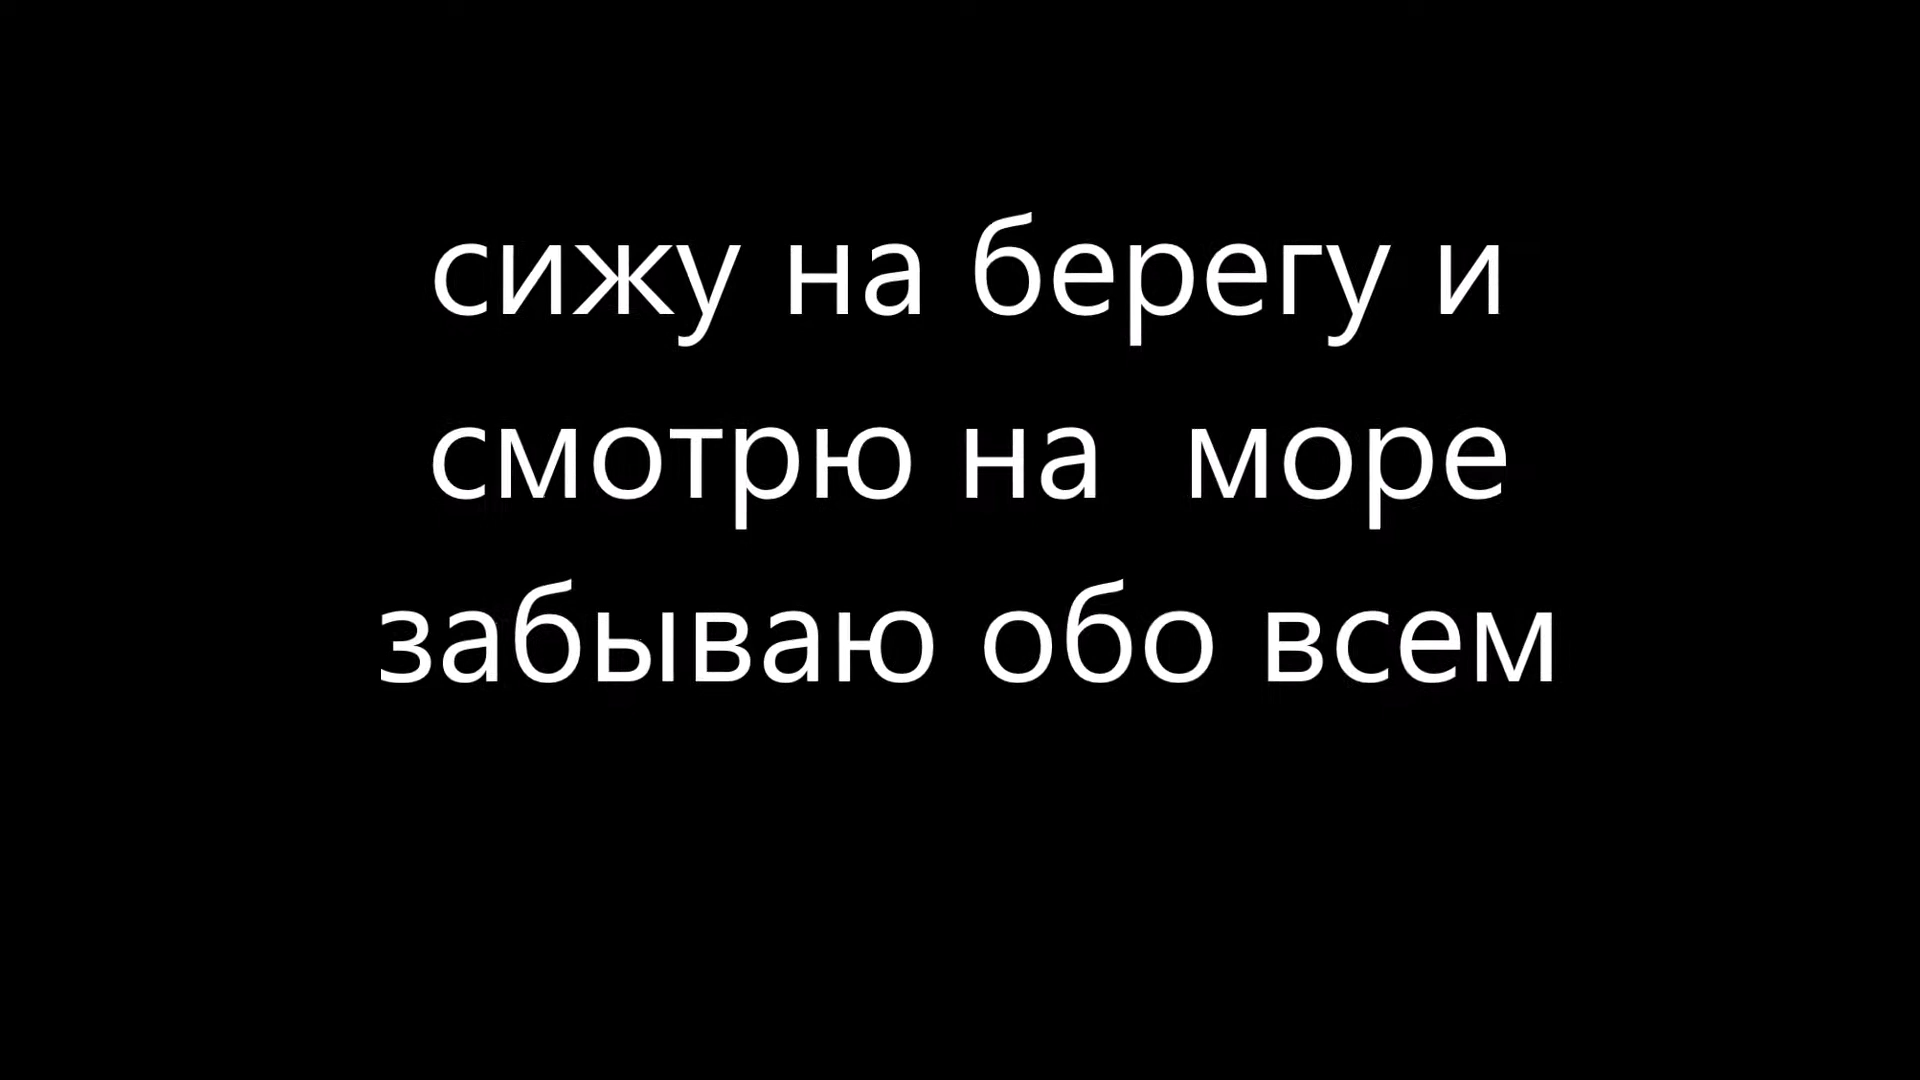 сижу на берегу и
смотрю на  море
забываю обо всем